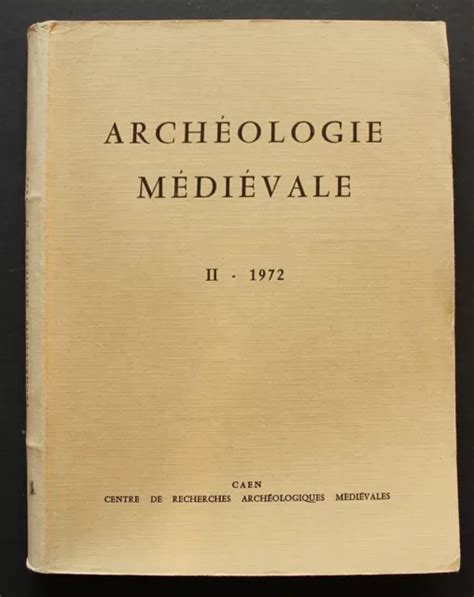 ARCHÉOLOGIE
MÉDIÉVALE
II - 1972
CAEN
CENTRE DE RECHERCHES ARCHÉOLOGIQUES MÉDIÉVALES